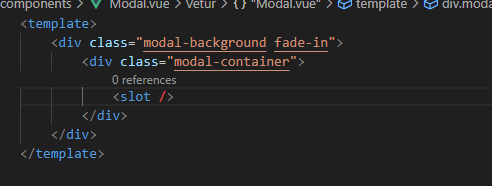 components > Modal.vue > Vetur > {} "Modal.vue" > template > div.moda
<template>
<div class="modal-background fade-in">
<div class="modal-container">
0 references
<slot />
</div>
</div>
</template>